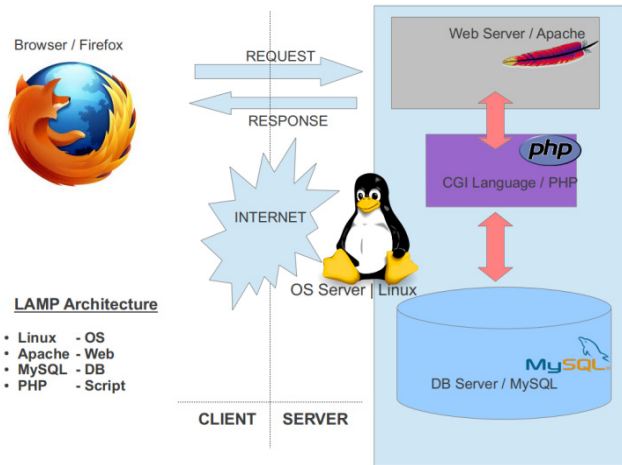 Browser / Firefox
REQUEST
RESPONSE
Web Server / Apache
php
CGI Language / PHP
INTERNET
OS Server | Linux
LAMP Architecture
• Linux - OS
• Apache - Web
• MySQL - DB
• PHP - Script
MySQL
DB Server / MySQL
CLIENT SERVER